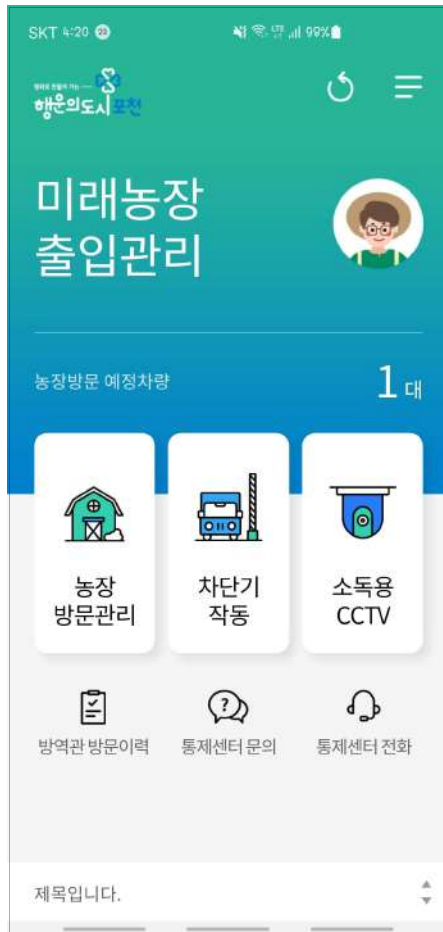 SKT 4:20
LTE 99%
행운의도시 포천
미래농장
출입관리
농장방문 예정차량
1 대
농장
방문관리
차단기
작동
소독용
CCTV
방역관 방문이력
통제센터 문의
통제센터 전화
제목입니다.